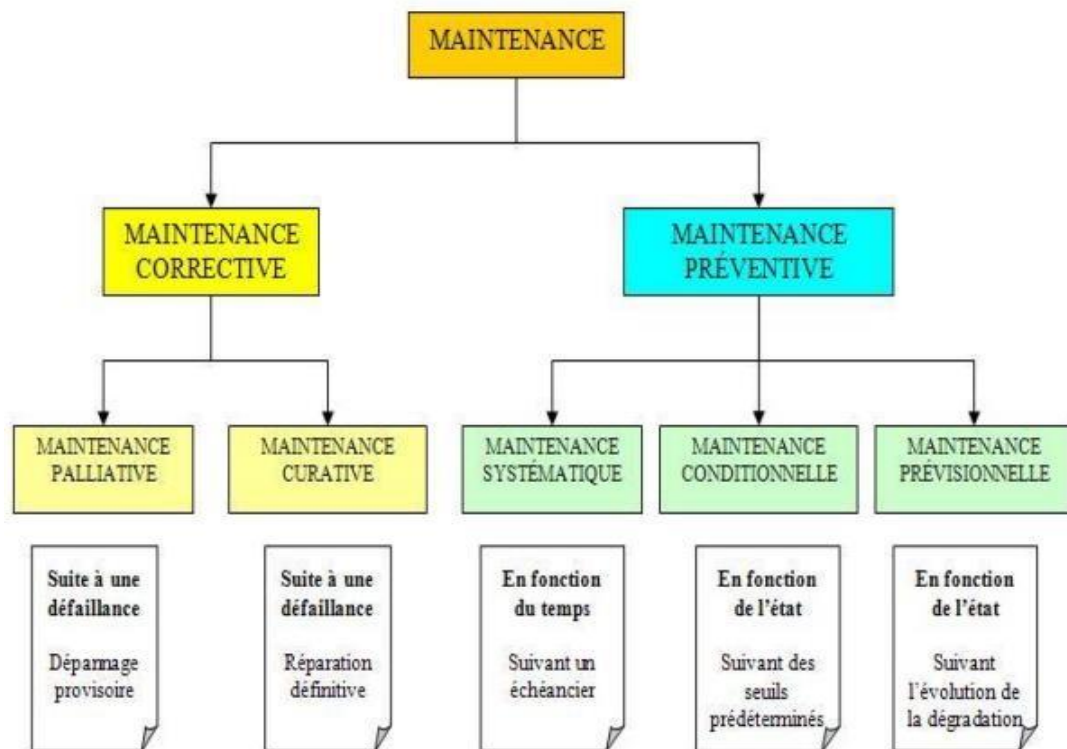 MAINTENANCE
MAINTENANCE
CORRECTIVE
MAINTENANCE
PRÉVENTIVE
MAINTENANCE
PALLIATIVE
MAINTENANCE
CURATIVE
MAINTENANCE
SYSTÉMATIQUE
MAINTENANCE
CONDITIONNELLE
MAINTENANCE
PRÉVISIONNELLE
Suite à une
défaillance
Dépannage
provisoire
Suite à une
défaillance
Réparation
définitive
En fonction
du temps
Suivant un
échéancier
En fonction
de l'état
Suivant des
seuils
prédéterminés
En fonction
de l'état
Suivant
l'évolution de
la dégradation